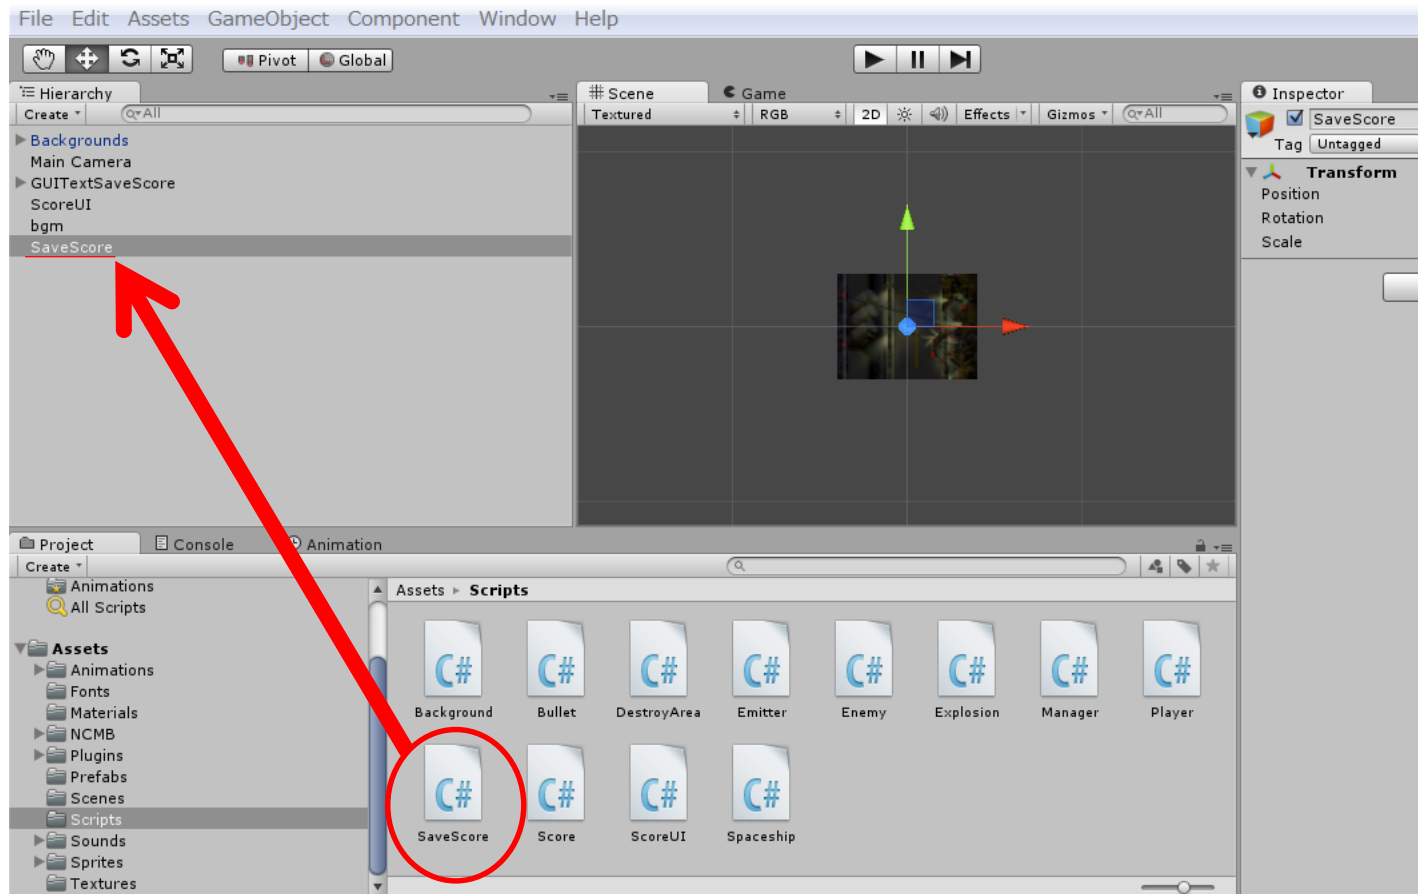 File Edit Assets GameObject Component Window Help
Pivot Global
Hierarchy
Create All
Backgrounds
Main Camera
GUITextSaveScore
ScoreUI
bgm
SaveScore
Scene Game
Textured RGB 2D Effects Gizmos All
Inspector
SaveScore
Tag Untagged
Transform
Position
Rotation
Scale
Project Console Animation
Create
Animations
All Scripts
Assets
Animations
Fonts
Materials
NCMB
Plugins
Prefabs
Scenes
Scripts
Sounds
Sprites
Textures
Assets Scripts
C# C# C# C# C# C# C# C#
Background Bullet DestroyArea Emitter Enemy Explosion Manager Player
C# C# C# C#
SaveScore Score ScoreUI Spaceship